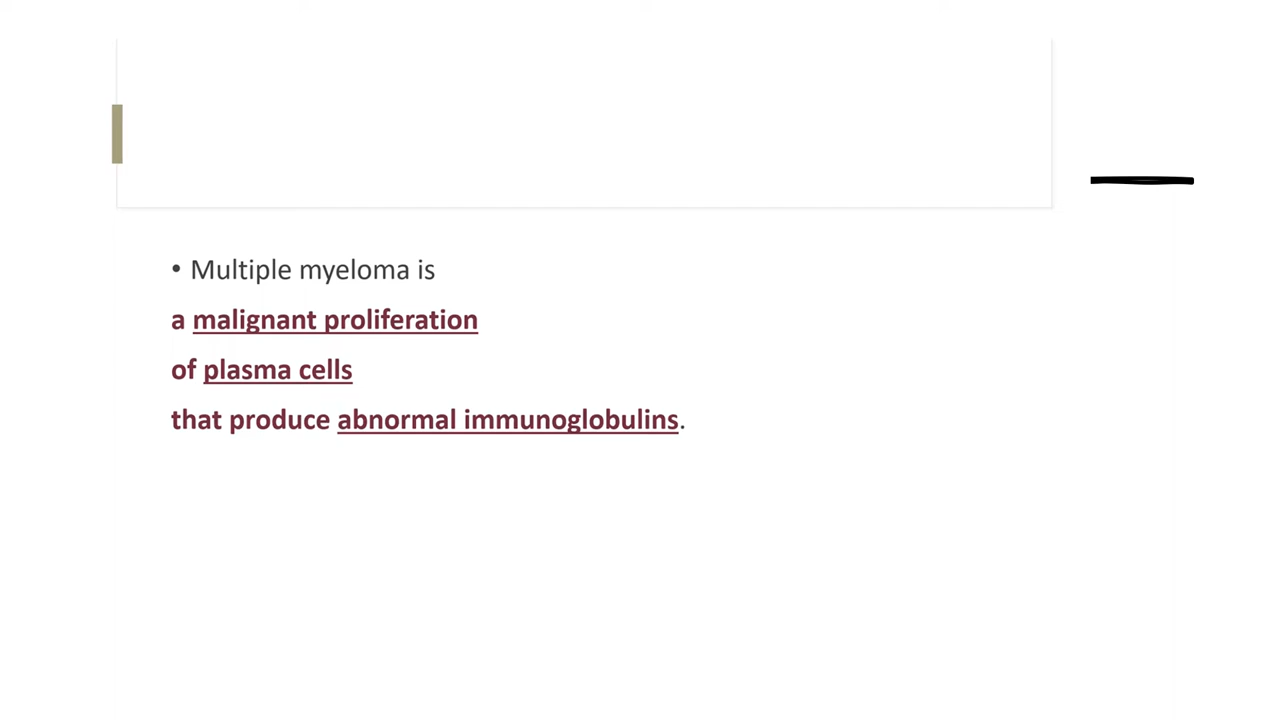 • Multiple myeloma is
a malignant proliferation
of plasma cells
that produce abnormal immunoglobulins.